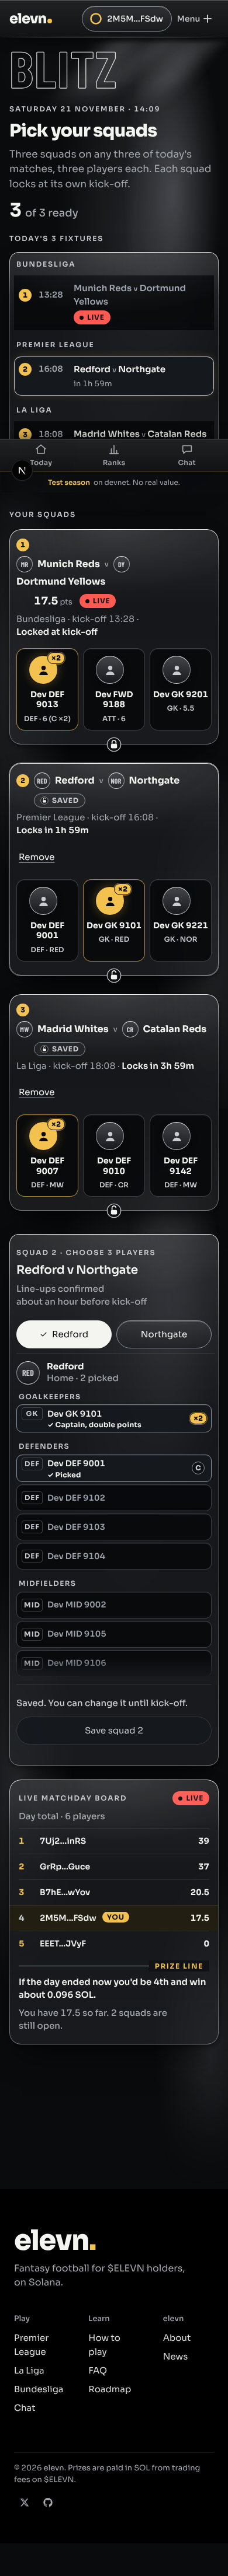 elevn.
2M5M...FSdw
Menu
BLITZ
SATURDAY 21 NOVEMBER · 14:09
Pick your squads
Three squads on any three of today's
matches, three players each. Each squad
locks at its own kick-off.
3 of 3 ready
TODAY'S 3 FIXTURES
BUNDESLIGA
1 13:28 Munich Reds v Dortmund
Yellows
LIVE
PREMIER LEAGUE
2 16:08 Redford v Northgate
In 1h 59m
LA LIGA
3 18:08 Madrid Whites v Catalan Reds
Today Ranks Chat
N
Test season on devnet. No real value.
YOUR SQUADS
1
MR Munich Reds v DY
Dortmund Yellows
17.5 pts LIVE
Bundesliga · kick-off 13:28 ·
Locked at kick-off
×2
Dev DEF
9013
DEF · 6 (C ×2)
Dev FWD
9188
ATT · 6
Dev GK 9201
GK · 5.5
2 RED Redford v NOR Northgate
SAVED
Premier League · kick-off 16:08 ·
Locks in 1h 59m
Remove
Dev DEF
9001
DEF · RED
×2
Dev GK 9101
GK · RED
Dev GK 9221
GK · NOR
3
MW Madrid Whites v CR Catalan Reds
SAVED
La Liga · kick-off 18:08 · Locks in 3h 59m
Remove
×2
Dev DEF
9007
DEF · MW
Dev DEF
9010
DEF · CR
Dev DEF
9142
DEF · MW
SQUAD 2 · CHOOSE 3 PLAYERS
Redford v Northgate
Line-ups confirmed
about an hour before kick-off
✓ Redford
Northgate
RED Redford
Home · 2 picked
GOALKEEPERS
GK Dev GK 9101 ×2
✓ Captain, double points
DEFENDERS
DEF Dev DEF 9001 C
✓ Picked
DEF Dev DEF 9102
DEF Dev DEF 9103
DEF Dev DEF 9104
MIDFIELDERS
MID Dev MID 9002
MID Dev MID 9105
MID Dev MID 9106
Saved. You can change it until kick-off.
Save squad 2
LIVE MATCHDAY BOARD LIVE
Day total · 6 players
1 7Uj2...inRS 39
2 GrRp...Guce 37
3 B7hE...wYov 20.5
4 2M5M...FSdw YOU 17.5
5 EEET...JVyF 0
PRIZE LINE
If the day ended now you'd be 4th and win
about 0.096 SOL.
You have 17.5 so far. 2 squads are
still open.
elevn.
Fantasy football for $ELEVN holders,
on Solana.
Play
Premier
League
La Liga
Bundesliga
Chat
Learn
How to
play
FAQ
Roadmap
elevn
About
News
© 2026 elevn. Prizes are paid in SOL from trading
fees on $ELEVN.